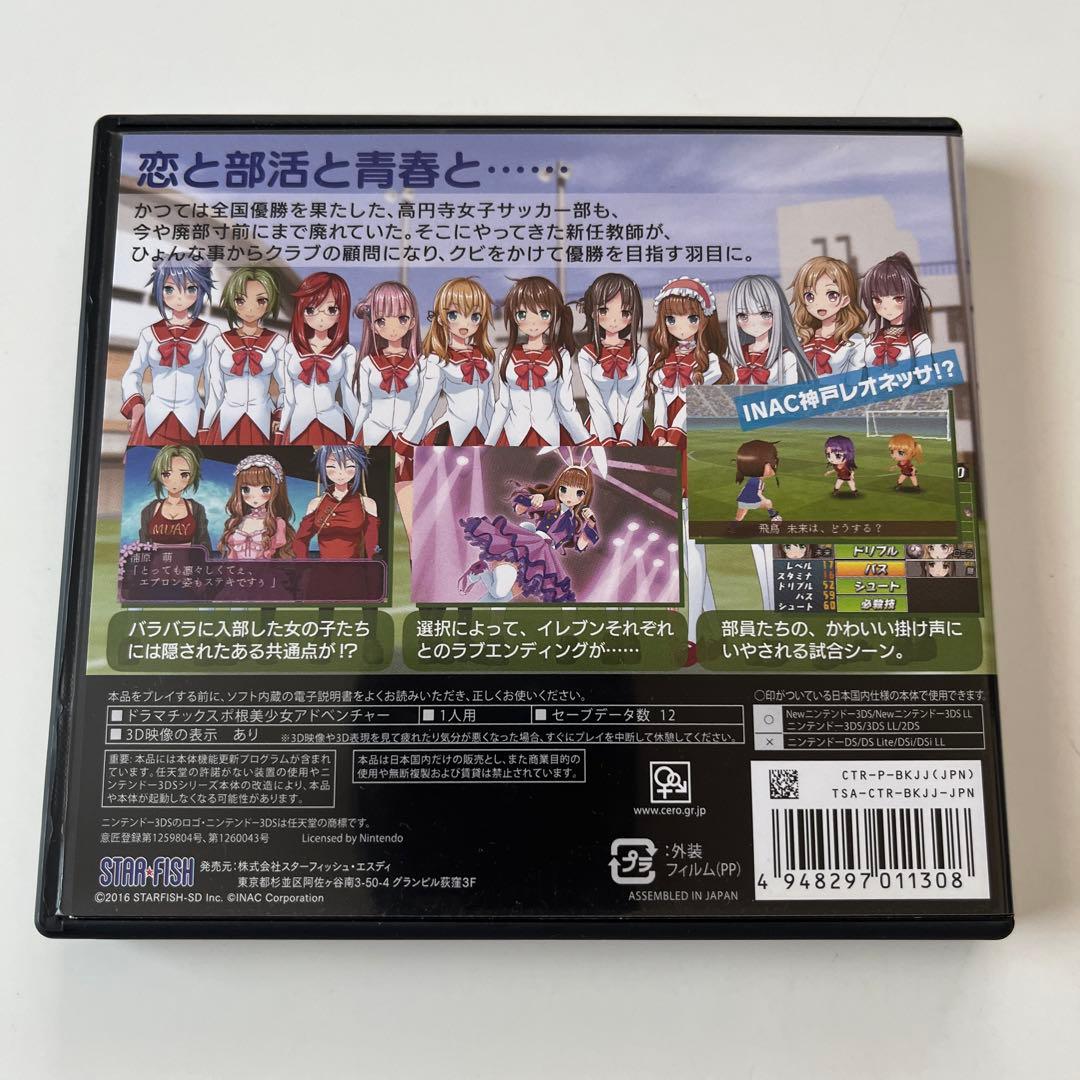 恋と部活と青春と……
かつては全国優勝を果たした、高円寺女子サッカー部も、
今や廃部寸前にまで廃れていた。そこにやってきた新任教師が、
ひょんな事からクラブの顧問になり、クビをかけて優勝を目指す羽目に。
INAC神戸レオネッサ!?
MUAY
蒲原 萌
「とっても凛々しくてぇ、
エプロン姿もステキですぅ」
飛鳥 未来は、どうする?
未来
レベル 17
スタミナ 16
ドリブル 52
パス 59
シュート 60
ドリブル
パス
シュート
必殺技
バラバラに入部した女の子たち
には隠されたある共通点が!?
選択によって、イレブンそれぞれ
とのラブエンディングが……
部員たちの、かわいい掛け声に
いやされる試合シーン。
本品をプレイする前に、ソフト内蔵の電子説明書をよくお読みいただき、正しくお使いください。
■ドラマチックスポ根美少女アドベンチャー ■1人用 ■セーブデータ数 12
■3D映像の表示 あり ※3D映像や3D表現を見て疲れたり気分が悪くなった場合、すぐにプレイを中断して休憩してください。
○印がついている日本国内仕様の本体で使用できます。
○ Newニンテンドー3DS/Newニンテンドー3DS LL
ニンテンドー3DS/3DS LL/2DS
× ニンテンドーDS/DS Lite/DSi/DSi LL
重要：本品には本体機能更新プログラムが含まれ
ています。任天堂の許諾がない装置の使用やニ
ンテンドー3DSシリーズ本体の改造により、本品
や本体が起動しなくなる可能性があります。
本品は日本国内だけの販売とし、また商業目的の
使用や無断複製および賃貸は禁止されています。
ニンテンドー3DSのロゴ・ニンテンドー3DSは任天堂の商標です。
意匠登録第1259804号、第1260043号 Licensed by Nintendo
www.cero.gr.jp
CTR-P-BKJJ(JPN)
TSA-CTR-BKJJ-JPN
STAR★FISH 発売元：株式会社スターフィッシュ・エスディ
東京都杉並区阿佐ヶ谷南3-50-4 グランピル荻窪3F
©2016 STARFISH-SD Inc. ©INAC Corporation
プラ ：外装
フィルム(PP)
ASSEMBLED IN JAPAN
4 948297 011308